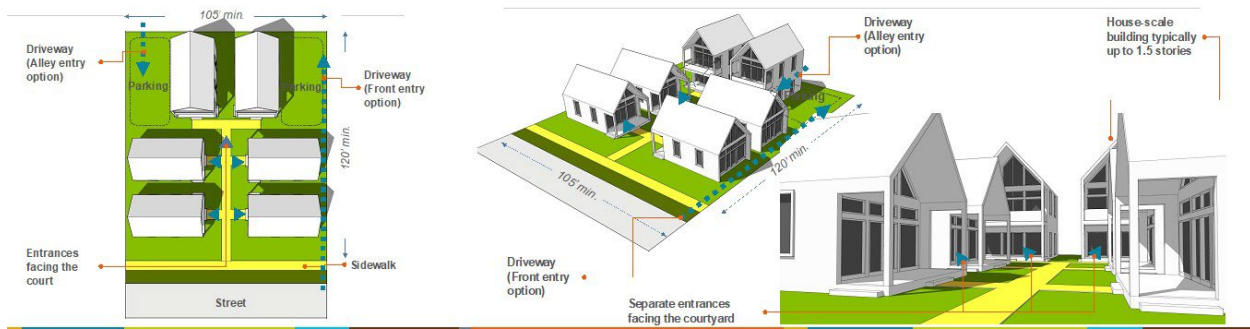 105' min.
Driveway
(Alley entry
option)
Parking
Parking
Driveway
(Front entry
option)
120' min.
Entrances
facing the
court
Sidewalk
Street
Driveway
(Alley entry
option)
Parking
105' min.
120' min.
Driveway
(Front entry
option)
House-scale
building typically
up to 1.5 stories
Separate entrances
facing the courtyard